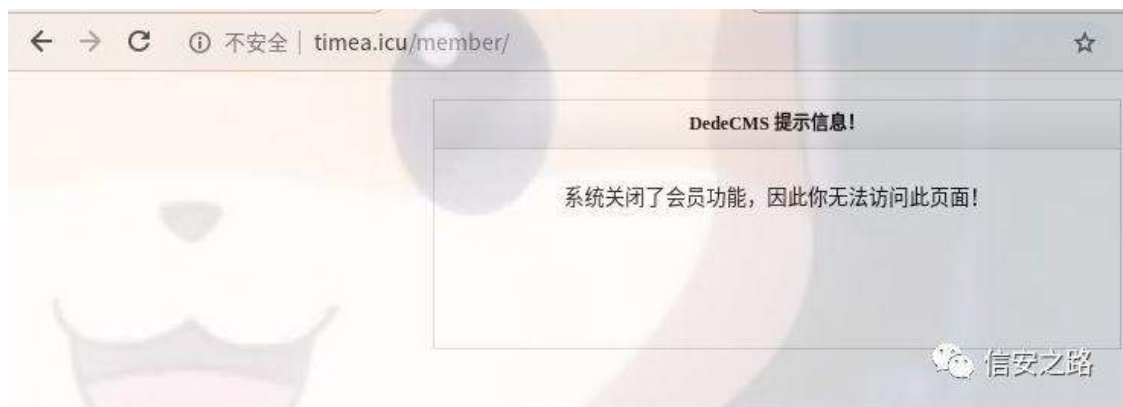 不安全 | timea.icu/member/
DedeCMS 提示信息！
系统关闭了会员功能，因此你无法访问此页面！
信安之路